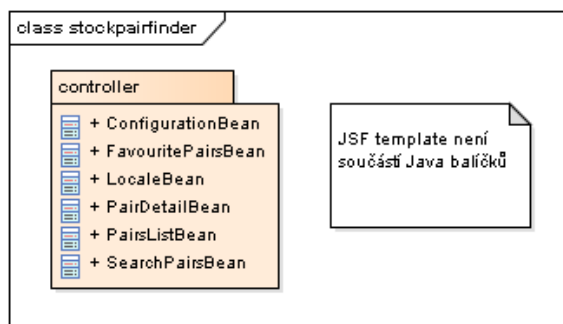 class stockpairfinder
controller
+ ConfigurationBean
+ FavouritePairsBean
+ LocaleBean
+ PairDetailBean
+ PairsListBean
+ SearchPairsBean
JSF template není
součástí Java balíčků